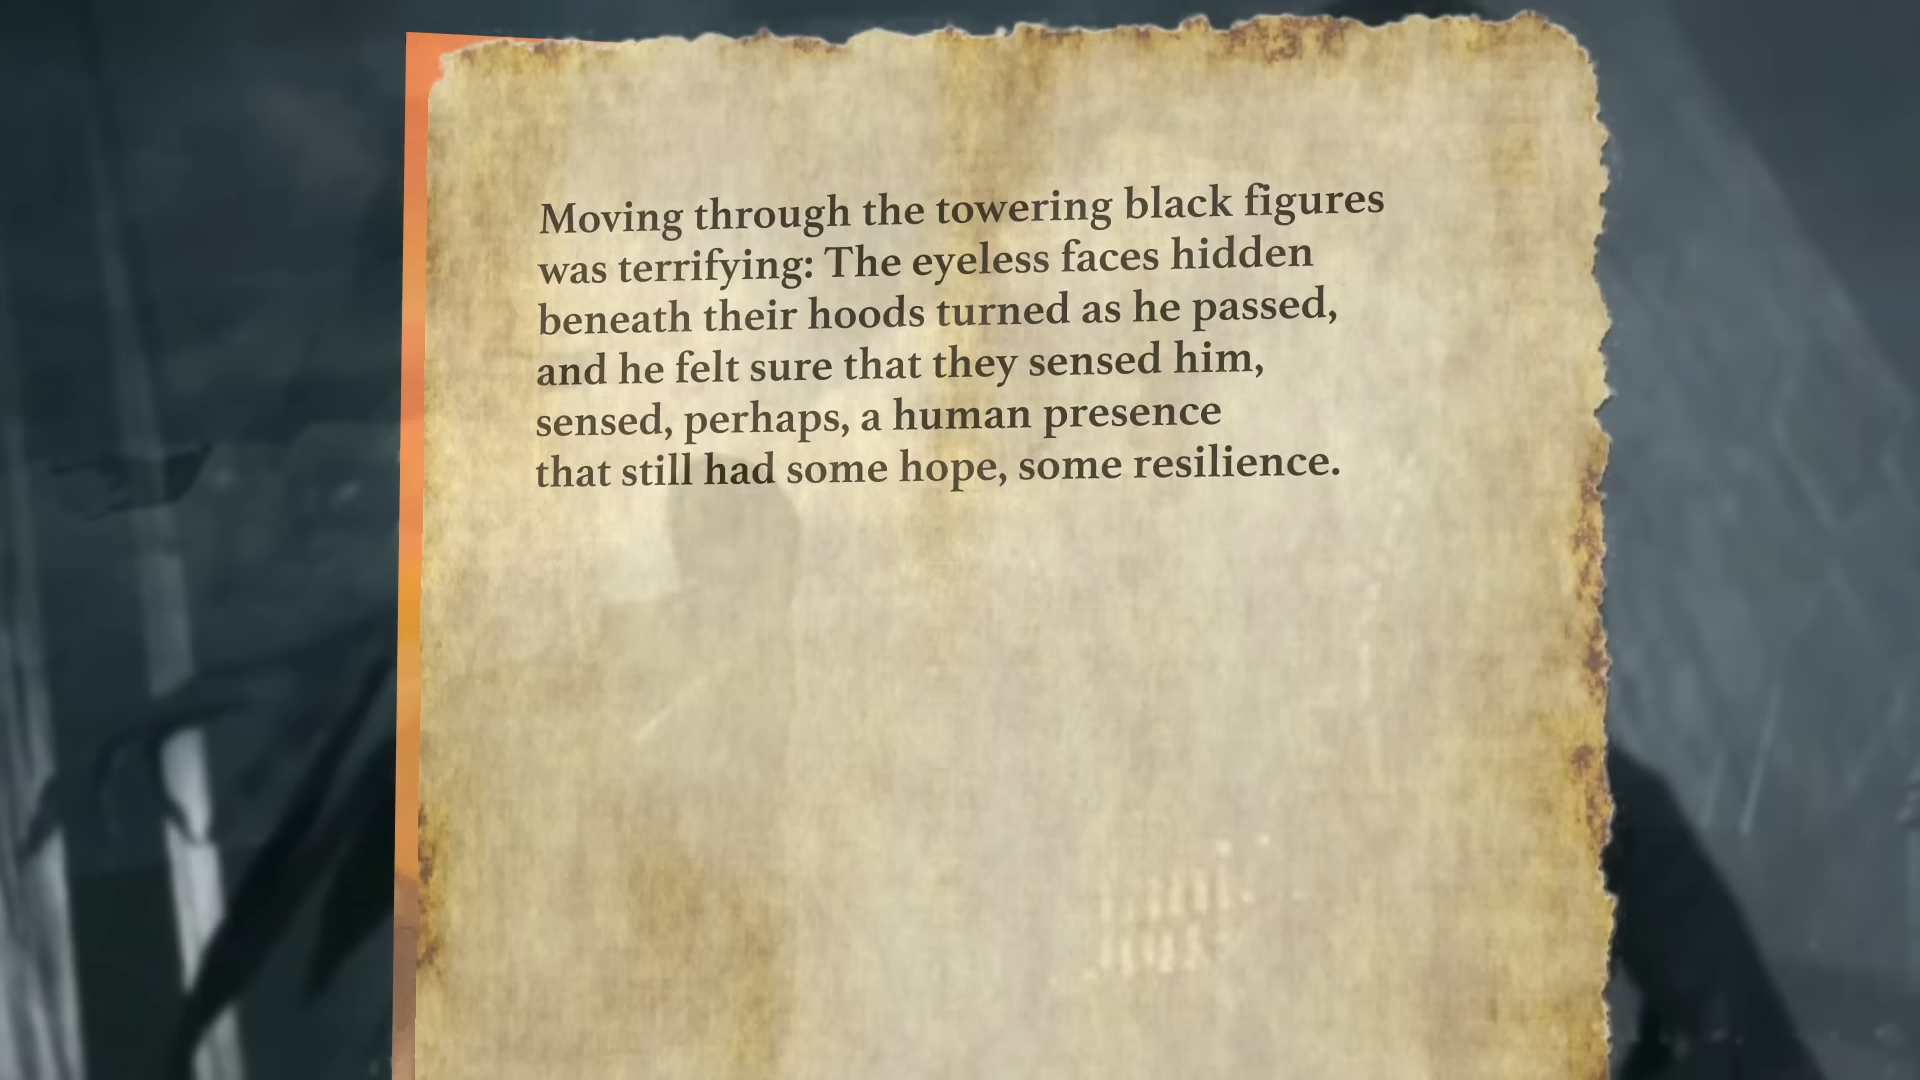 Moving through the towering black figures
was terrifying: The eyeless faces hidden
beneath their hoods turned as he passed,
and he felt sure that they sensed him,
sensed, perhaps, a human presence
that still had some hope, some resilience.